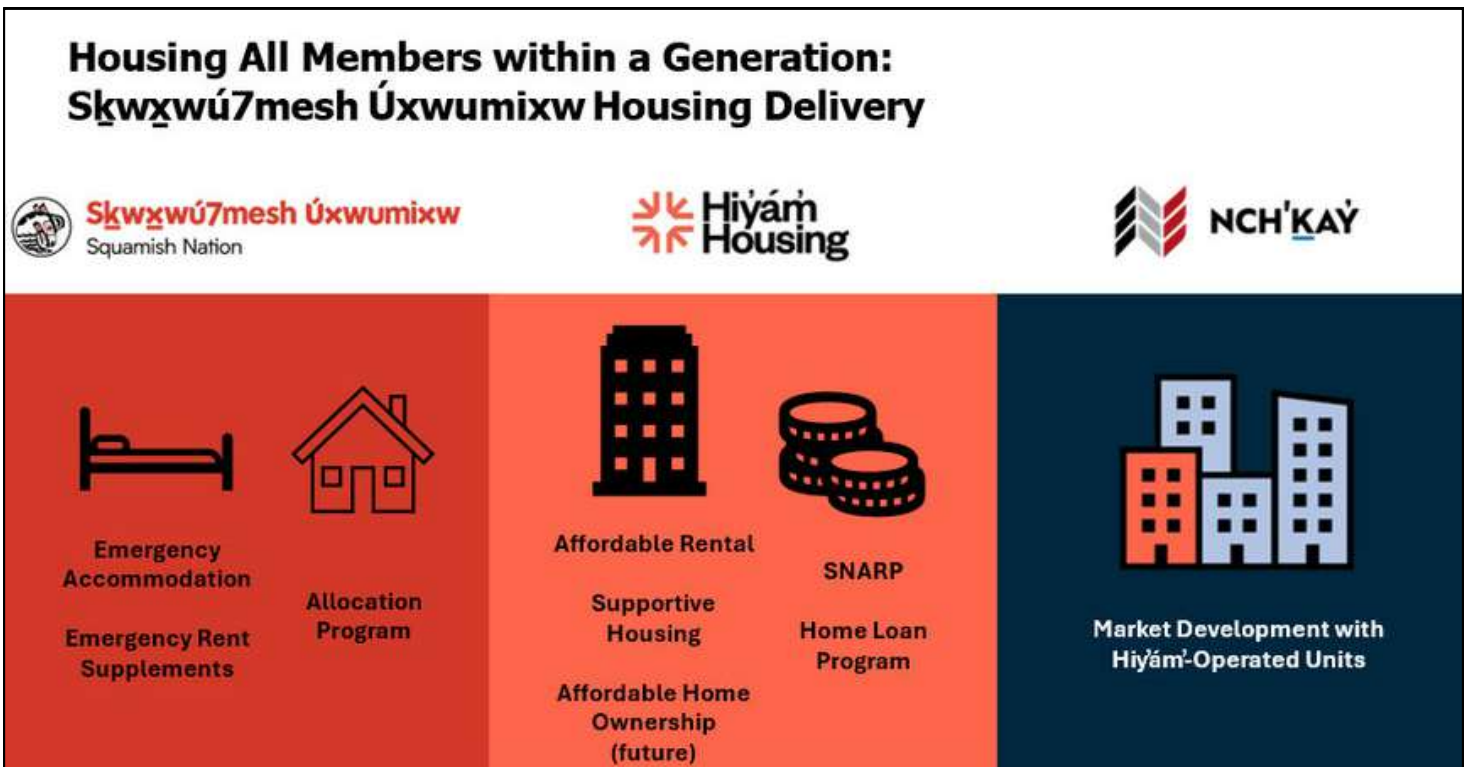 Housing All Members within a Generation:
Sḵwx̱wú7mesh Úxwumixw Housing Delivery
Sḵwx̱wú7mesh Úxwumixw
Squamish Nation
Hiy̓ám̓
Housing
NCH'ḴAY̓
Emergency
Accommodation
Emergency Rent
Supplements
Allocation
Program
Affordable Rental
Supportive
Housing
Affordable Home
Ownership
(future)
SNARP
Home Loan
Program
Market Development with
Hiy̓ám̓-Operated Units